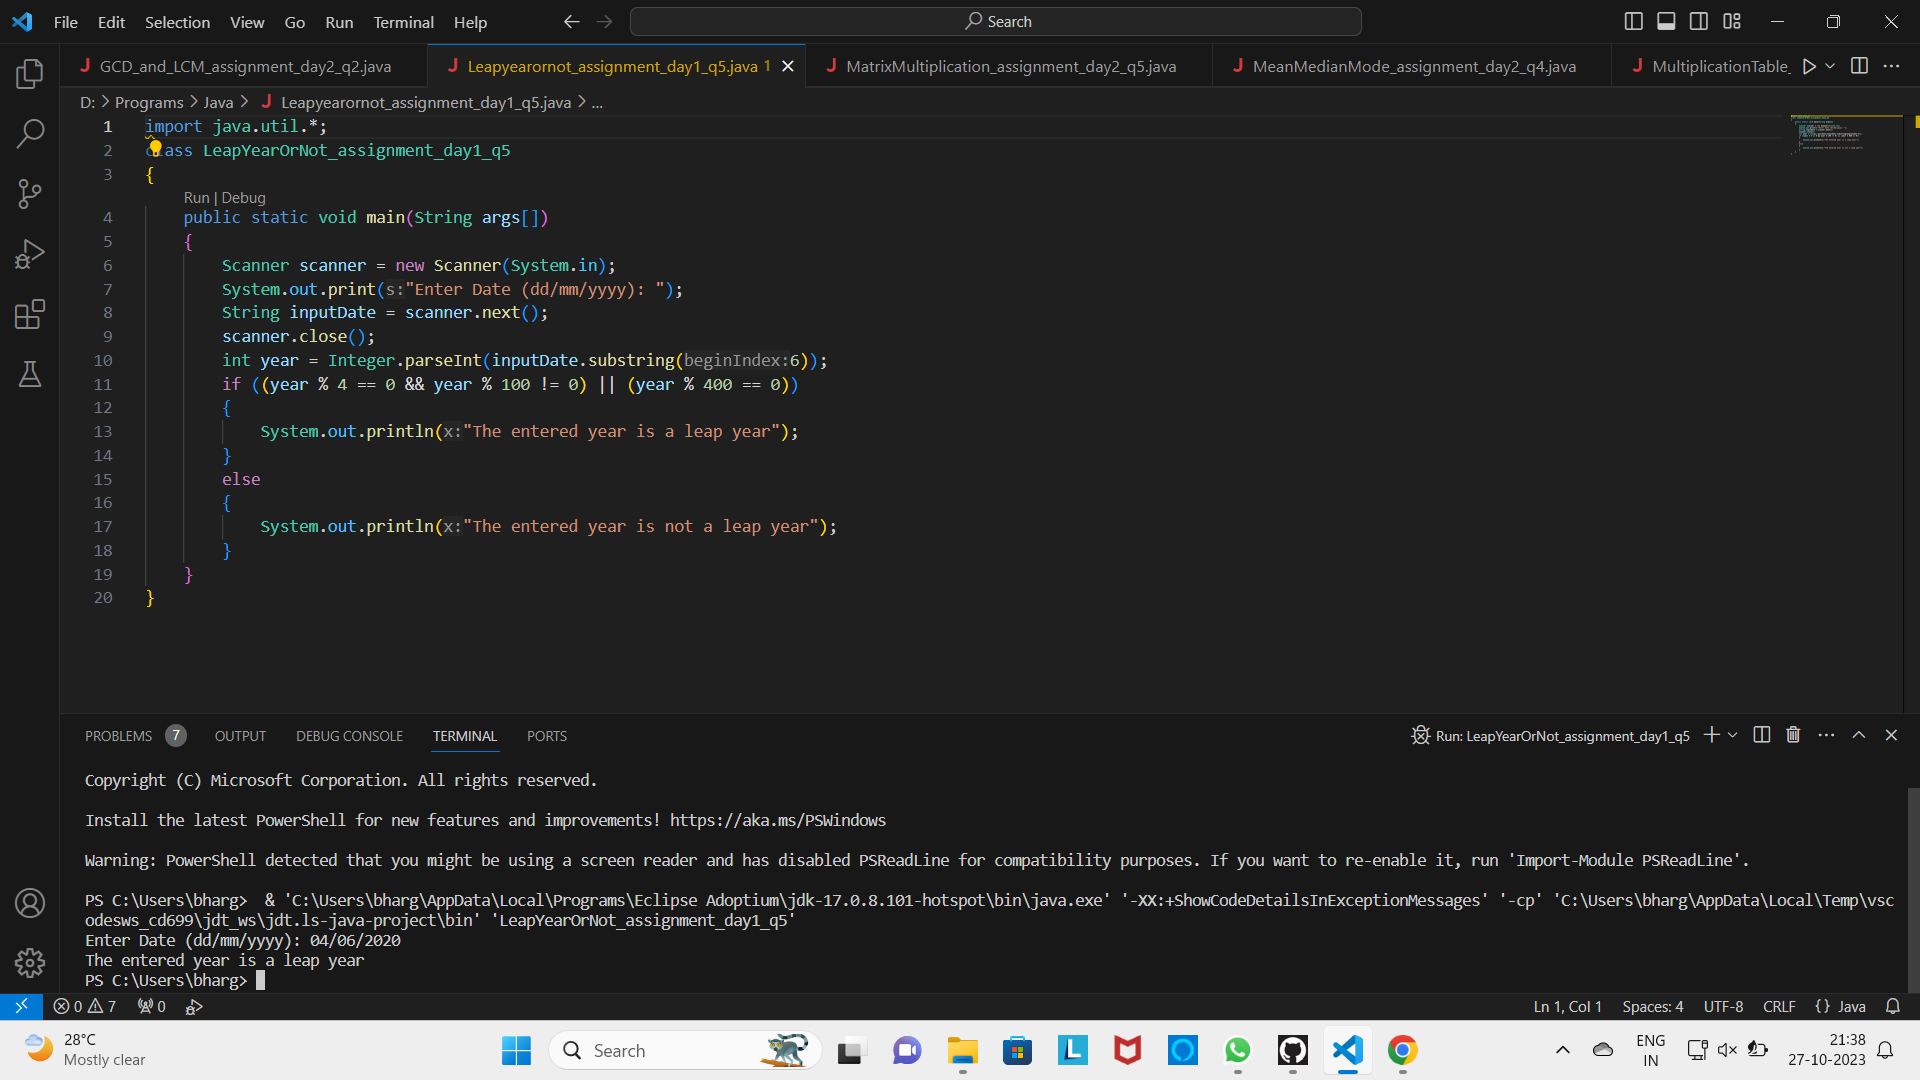 File Edit Selection View Go Run Terminal Help Search
GCD_and_LCM_assignment_day2_q2.java Leapyearornot_assignment_day1_q5.java 1 MatrixMultiplication_assignment_day2_q5.java MeanMedianMode_assignment_day2_q4.java MultiplicationTable_
D: > Programs > Java > Leapyearornot_assignment_day1_q5.java > ...
1 import java.util.*;
2 class LeapYearOrNot_assignment_day1_q5
3 {
Run | Debug
4 public static void main(String args[])
5 {
6 Scanner scanner = new Scanner(System.in);
7 System.out.print(s:"Enter Date (dd/mm/yyyy): ");
8 String inputDate = scanner.next();
9 scanner.close();
10 int year = Integer.parseInt(inputDate.substring(beginIndex:6));
11 if ((year % 4 == 0 && year % 100 != 0) || (year % 400 == 0))
12 {
13 System.out.println(x:"The entered year is a leap year");
14 }
15 else
16 {
17 System.out.println(x:"The entered year is not a leap year");
18 }
19 }
20 }
PROBLEMS 7 OUTPUT DEBUG CONSOLE TERMINAL PORTS Run: LeapYearOrNot_assignment_day1_q5
Copyright (C) Microsoft Corporation. All rights reserved.
Install the latest PowerShell for new features and improvements! https://aka.ms/PSWindows
Warning: PowerShell detected that you might be using a screen reader and has disabled PSReadLine for compatibility purposes. If you want to re-enable it, run 'Import-Module PSReadLine'.
PS C:\Users\bharg>  & 'C:\Users\bharg\AppData\Local\Programs\Eclipse Adoptium\jdk-17.0.8.101-hotspot\bin\java.exe' '-XX:+ShowCodeDetailsInExceptionMessages' '-cp' 'C:\Users\bharg\AppData\Local\Temp\vsc
odesws_cd699\jdt_ws\jdt.ls-java-project\bin' 'LeapYearOrNot_assignment_day1_q5'
Enter Date (dd/mm/yyyy): 04/06/2020
The entered year is a leap year
PS C:\Users\bharg>
0 7 0 Ln 1, Col 1 Spaces: 4 UTF-8 CRLF {} Java
28°C
Mostly clear
Search
ENG
IN
21:38
27-10-2023